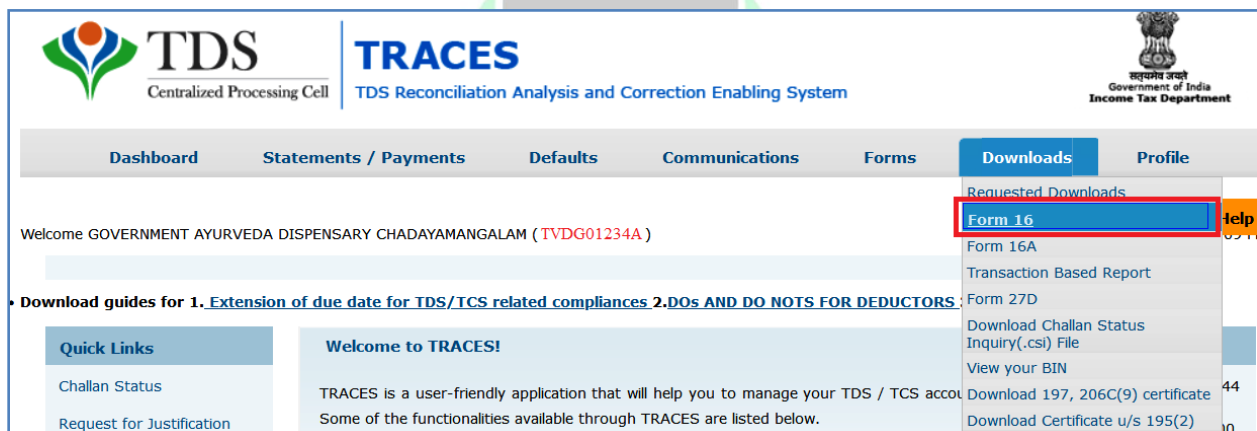 TDS
Centralized Processing Cell
TRACES
TDS Reconciliation Analysis and Correction Enabling System
सत्यमेव जयते
Government of India
Income Tax Department
Dashboard Statements / Payments Defaults Communications Forms Downloads Profile
Requested Downloads
Form 16
Form 16A
Transaction Based Report
Form 27D
Download Challan Status
Inquiry(.csi) File
View your BIN
Download 197, 206C(9) certificate
Download Certificate u/s 195(2)
Help
Welcome GOVERNMENT AYURVEDA DISPENSARY CHADAYAMANGALAM ( TVDG01234A )
• Download guides for 1. Extension of due date for TDS/TCS related compliances 2.DOs AND DO NOTS FOR DEDUCTORS
Quick Links
Challan Status
Request for Justification
Welcome to TRACES!
TRACES is a user-friendly application that will help you to manage your TDS / TCS accou
Some of the functionalities available through TRACES are listed below.
44